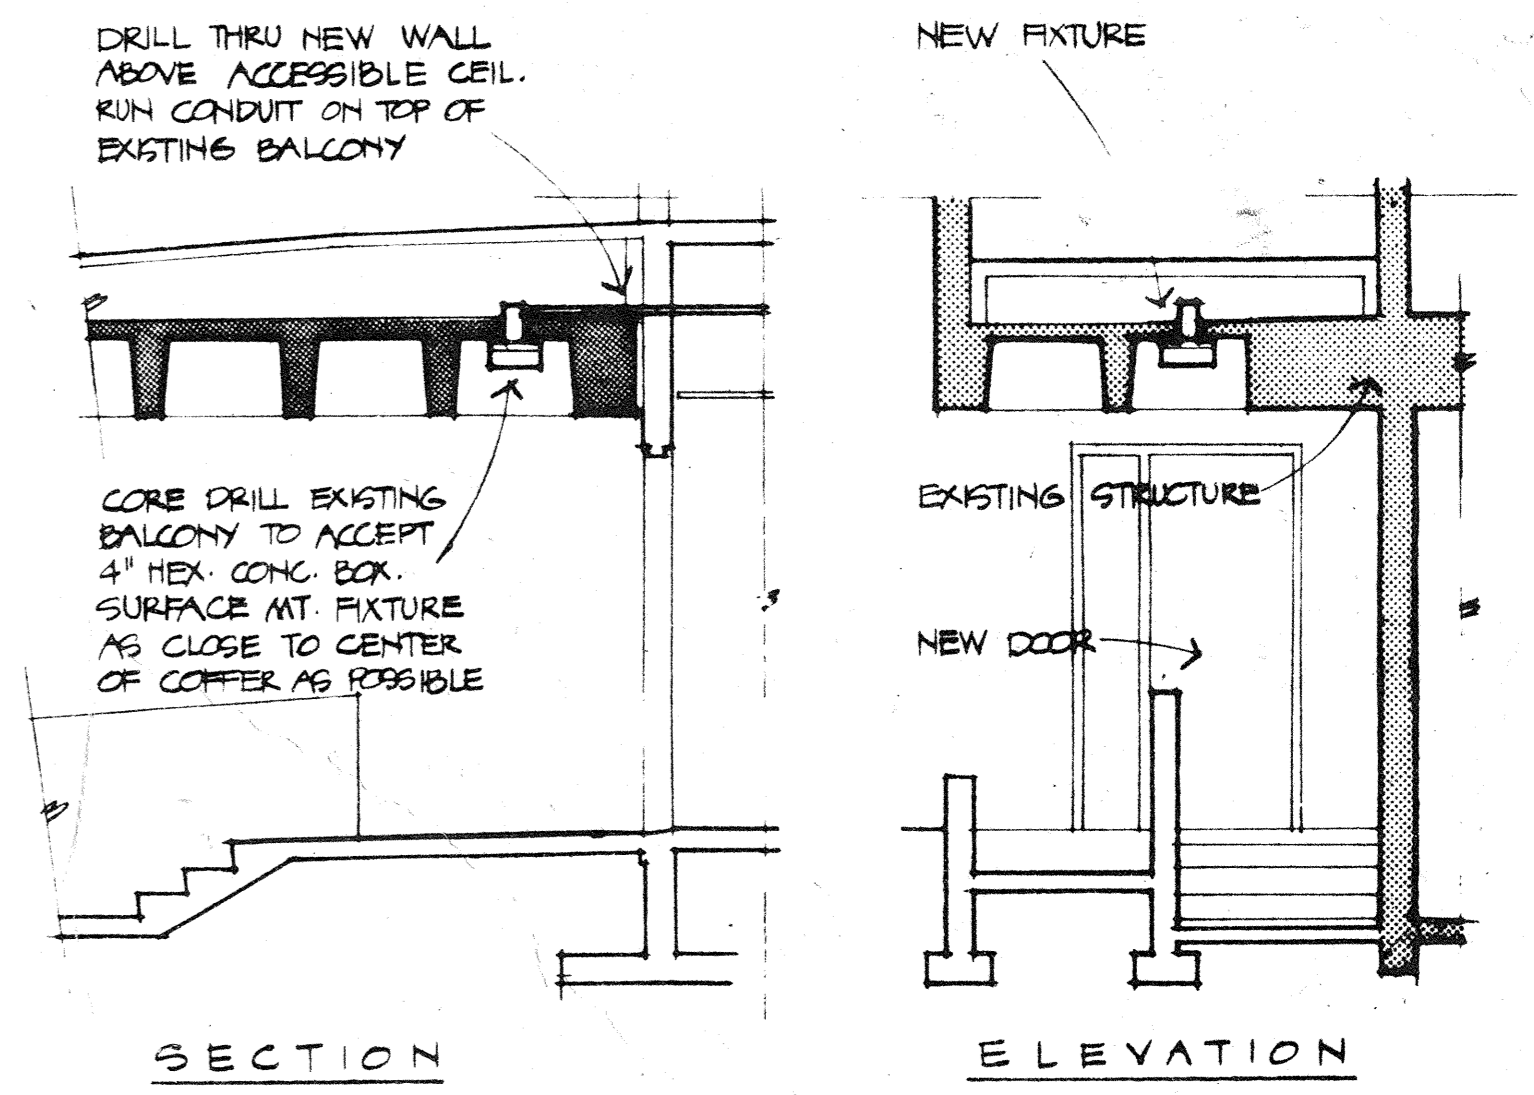 DRILL THRU NEW WALL
ABOVE ACCESSIBLE CEIL.
RUN CONDUIT ON TOP OF
EXISTING BALCONY
CORE DRILL EXISTING
BALCONY TO ACCEPT
4" HEX. CONC. BOX.
SURFACE MT. FIXTURE
AS CLOSE TO CENTER
OF COFFER AS POSSIBLE
SECTION
NEW FIXTURE
EXISTING STRUCTURE
NEW DOOR
ELEVATION